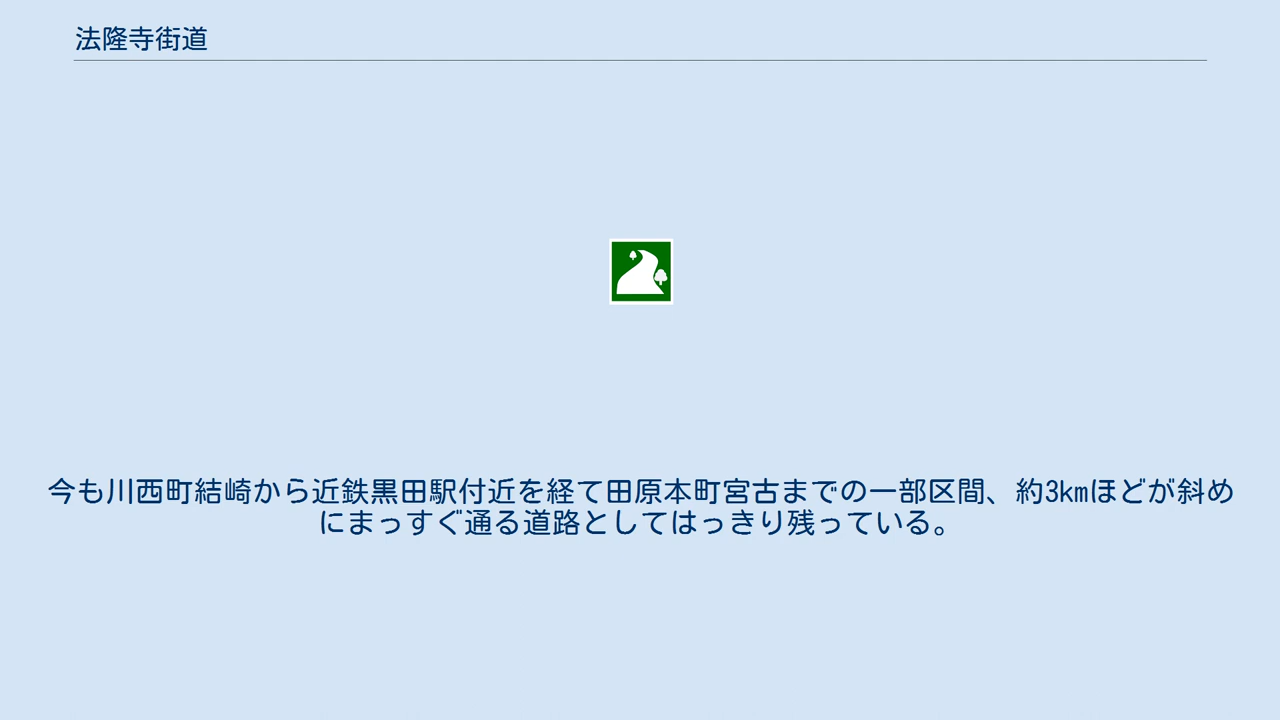 法隆寺街道
今も川西町結崎から近鉄黒田駅付近を経て田原本町宮古までの一部区間、約3kmほどが斜め
にまっすぐ通る道路としてはっきり残っている。